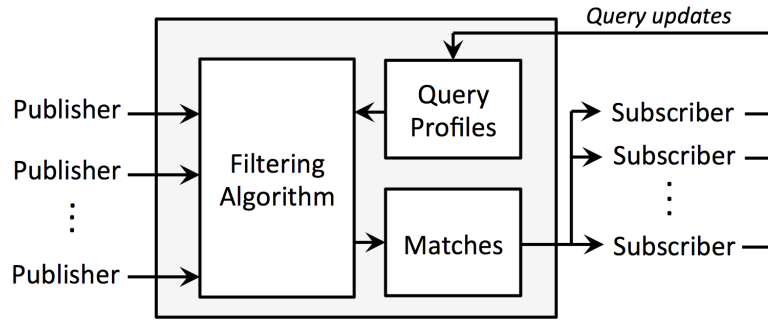 Query updates
Publisher
Publisher
⋮
Publisher
Filtering
Algorithm
Query
Profiles
Matches
Subscriber
Subscriber
⋮
Subscriber